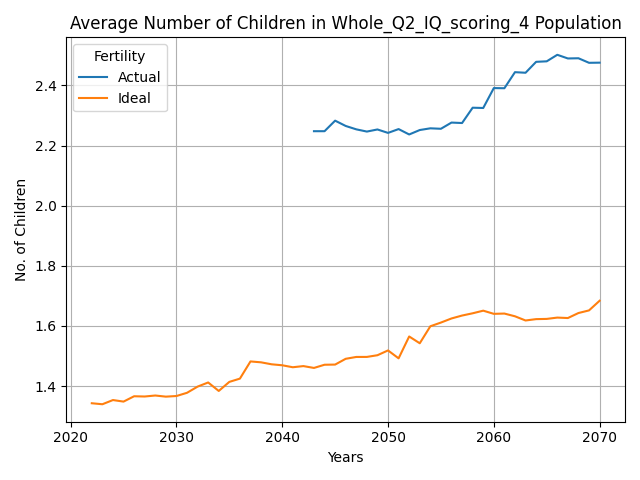 Average Number of Children in Whole_Q2_IQ_scoring_4 Population
Fertility
Actual
Ideal
No. of Children
2.4
2.2
2.0
1.8
1.6
1.4
2020 2030 2040 2050 2060 2070
Years